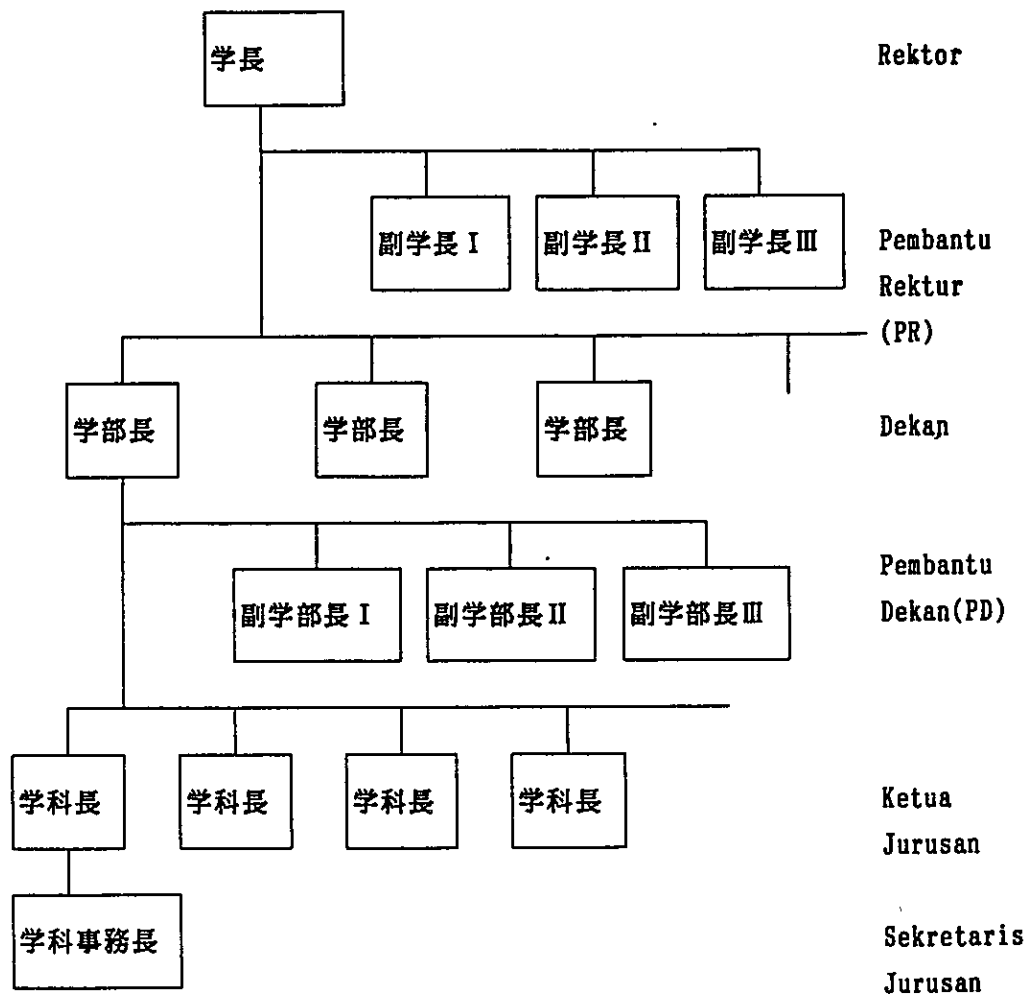 学長 Rektor
副学長Ⅰ 副学長Ⅱ 副学長Ⅲ Pembantu
Rektur
(PR)
学部長 学部長 学部長 Dekan
Pembantu
副学部長Ⅰ 副学部長Ⅱ 副学部長Ⅲ Dekan(PD)
学科長 学科長 学科長 学科長 Ketua
Jurusan
学科事務長 Sekretaris
Jurusan